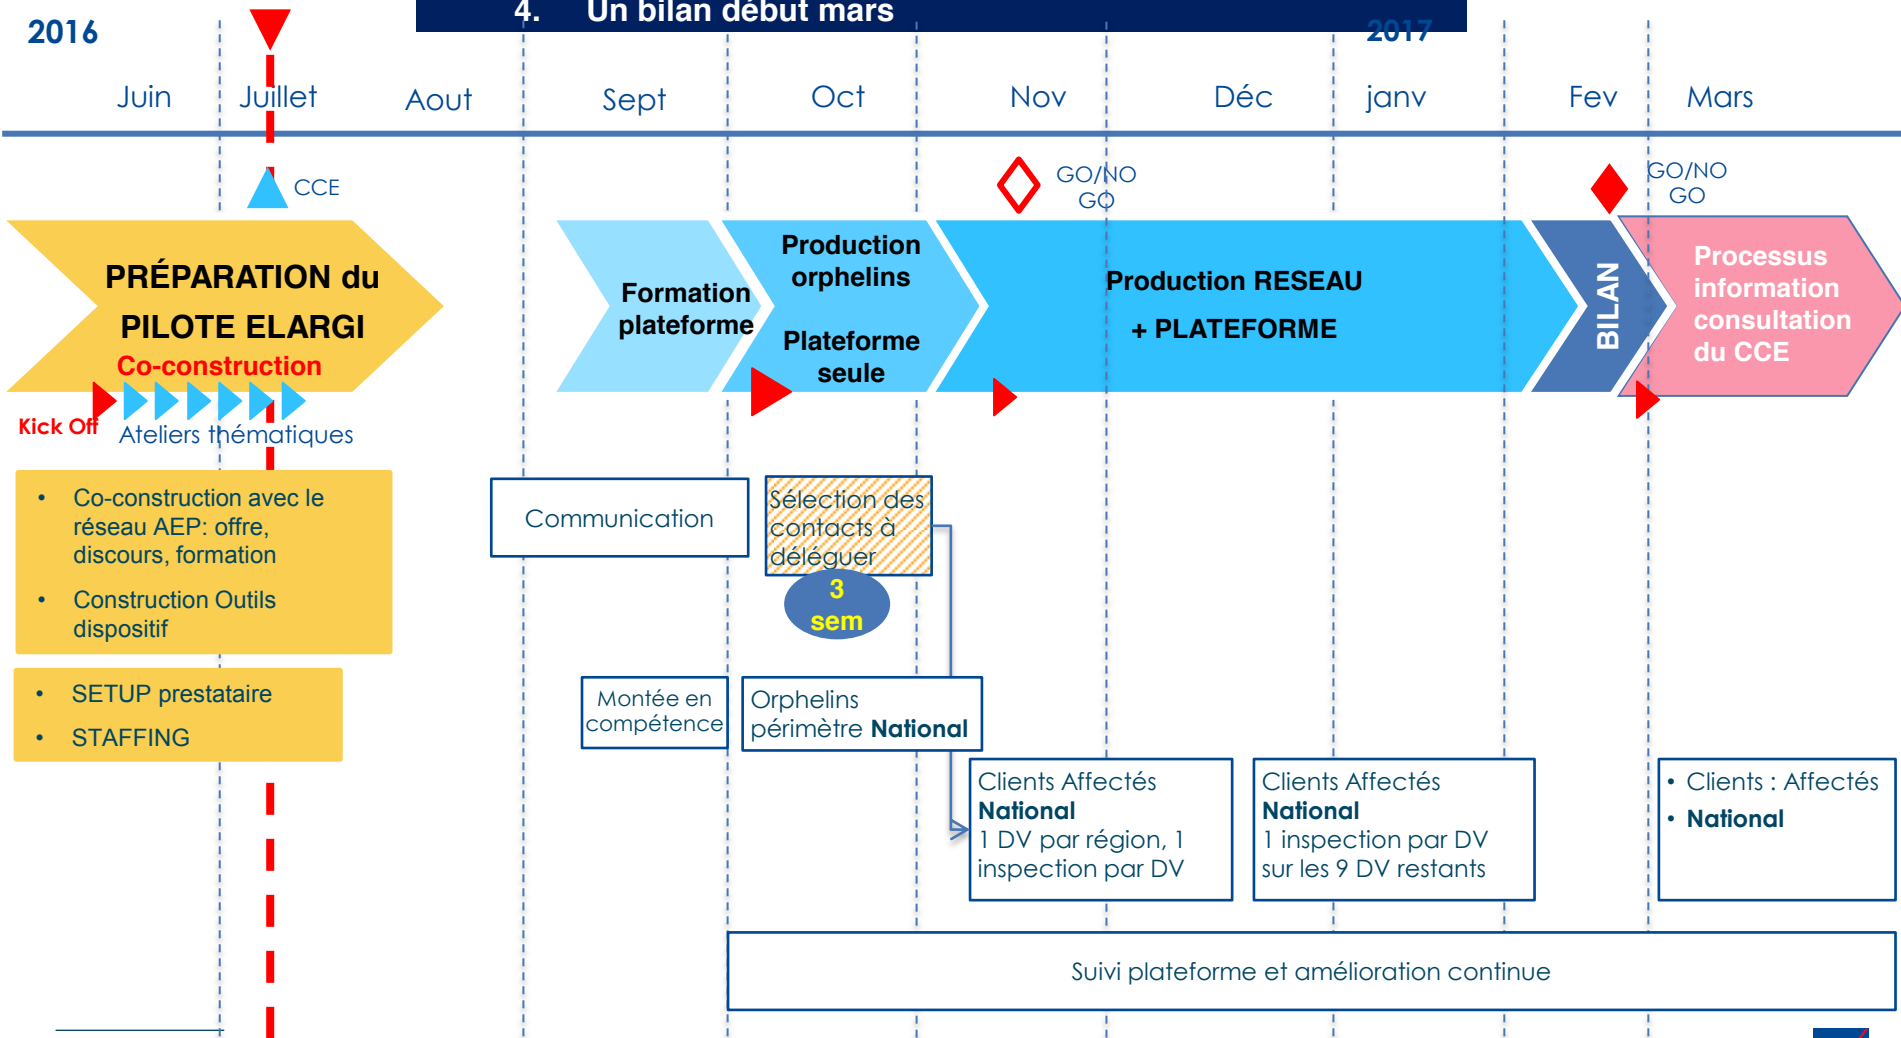 4. Un bilan début mars
2016
2017
Juin
Juillet
Aout
Sept
Oct
Nov
Déc
janv
Fev
Mars
CCE
GO/NO
GO
GO/NO
GO
PRÉPARATION du
PILOTE ELARGI
Co-construction
Kick Off
Ateliers thématiques
Formation
plateforme
Production
orphelins
Plateforme
seule
Production RESEAU
+ PLATEFORME
BILAN
Processus
information
consultation
du CCE
• Co-construction avec le
réseau AEP: offre,
discours, formation
• Construction Outils
dispositif
• SETUP prestataire
• STAFFING
Communication
Sélection des
contacts à
déléguer
3
sem
Montée en
compétence
Orphelins
périmètre National
Clients Affectés
National
1 DV par région, 1
inspection par DV
Clients Affectés
National
1 inspection par DV
sur les 9 DV restants
• Clients : Affectés
• National
Suivi plateforme et amélioration continue